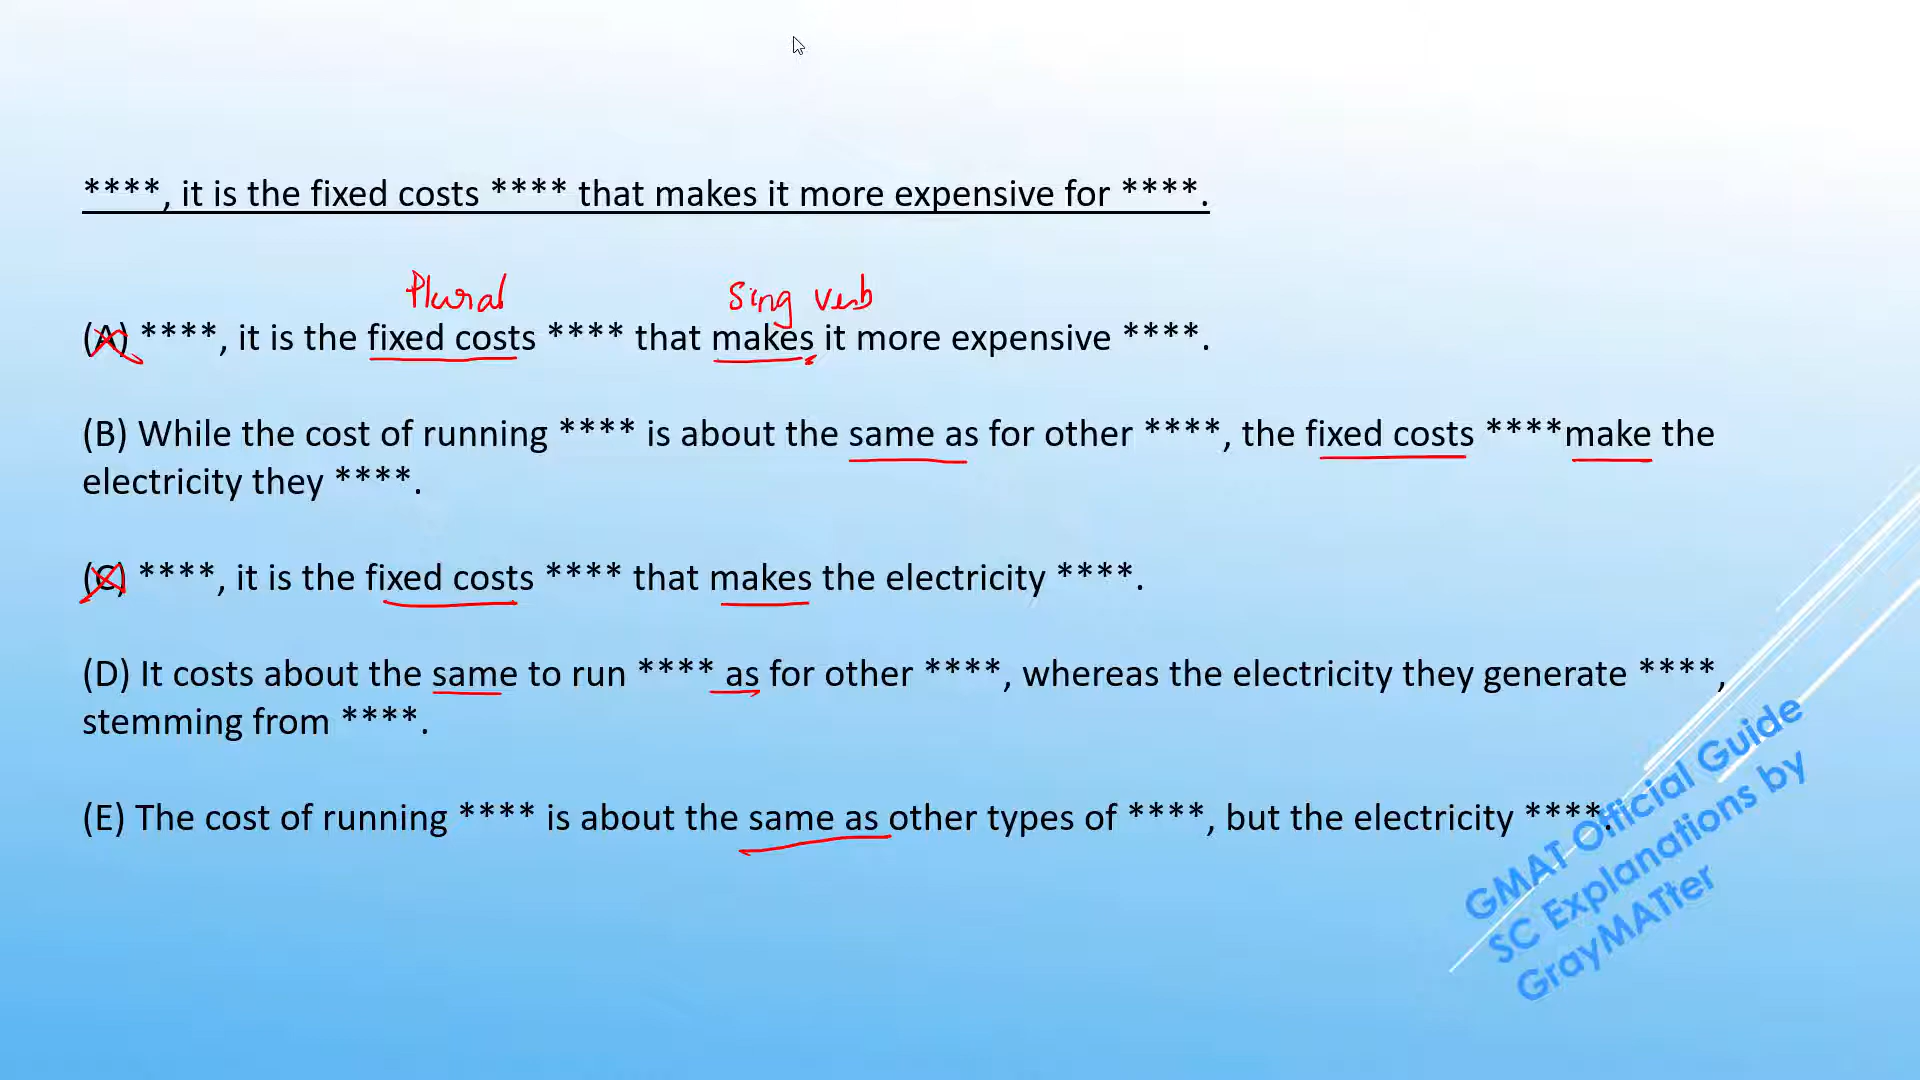 ****, it is the fixed costs **** that makes it more expensive for ****.
Plural Sing verb
(A) ****, it is the fixed costs **** that makes it more expensive ****.
(B) While the cost of running **** is about the same as for other ****, the fixed costs ****make the
electricity they ****.
(C) ****, it is the fixed costs **** that makes the electricity ****.
(D) It costs about the same to run **** as for other ****, whereas the electricity they generate ****,
stemming from ****.
(E) The cost of running **** is about the same as other types of ****, but the electricity ****.
GMAT Official Guide
SC Explanations by
GrayMATter